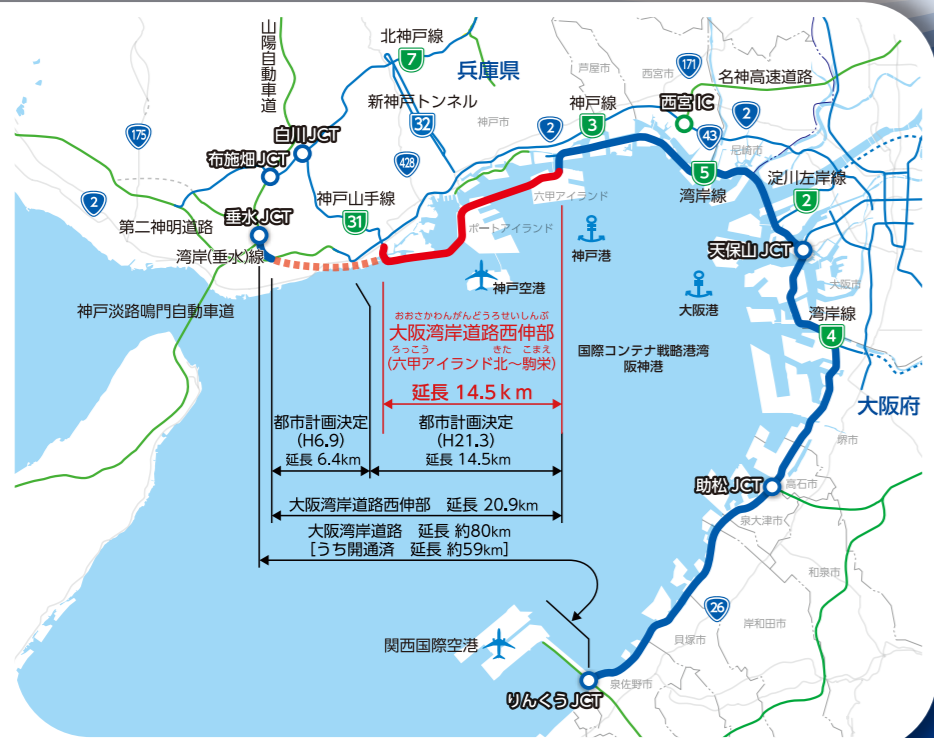 山陽自動車道
北神戸線
7
兵庫県
芦屋市
西宮市
171
名神高速道路
新神戸トンネル
32
神戸市
神戸線
3
2
西宮IC
2
43
尼崎市
175
白川JCT
布施畑JCT
428
5
湾岸線
淀川左岸線
2
2
第二神明道路
垂水JCT
神戸山手線
31
六甲アイランド
ポートアイランド
湾岸(垂水)線
神戸港
天保山JCT
大阪市
神戸空港
大阪港
神戸淡路鳴門自動車道
湾岸線
4
おおさかわんがんどうろせいしんぶ
大阪湾岸道路西伸部
ろっこう きた こまえ
(六甲アイランド北～駒栄)
延長 14.5km
国際コンテナ戦略港湾
阪神港
大阪府
都市計画決定
(H6.9)
延長 6.4km
都市計画決定
(H21.3)
延長 14.5km
堺市
助松JCT
高石市
大阪湾岸道路西伸部 延長 20.9km
泉大津市
大阪湾岸道路 延長 約80km
[うち開通済 延長 約59km]
和泉市
26
岸和田市
貝塚市
関西国際空港
泉佐野市
りんくうJCT